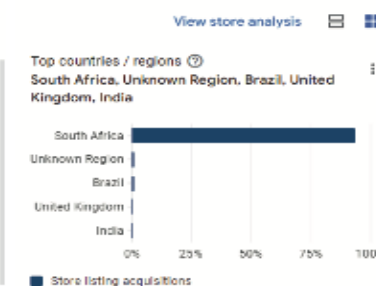 View store analysis
Top countries / regions
South Africa, Unknown Region, Brazil, United
Kingdom, India
South Africa
Unknown Region
Brazil
United Kingdom
India
0% 25% 50% 75% 100
Store listing acquisitions